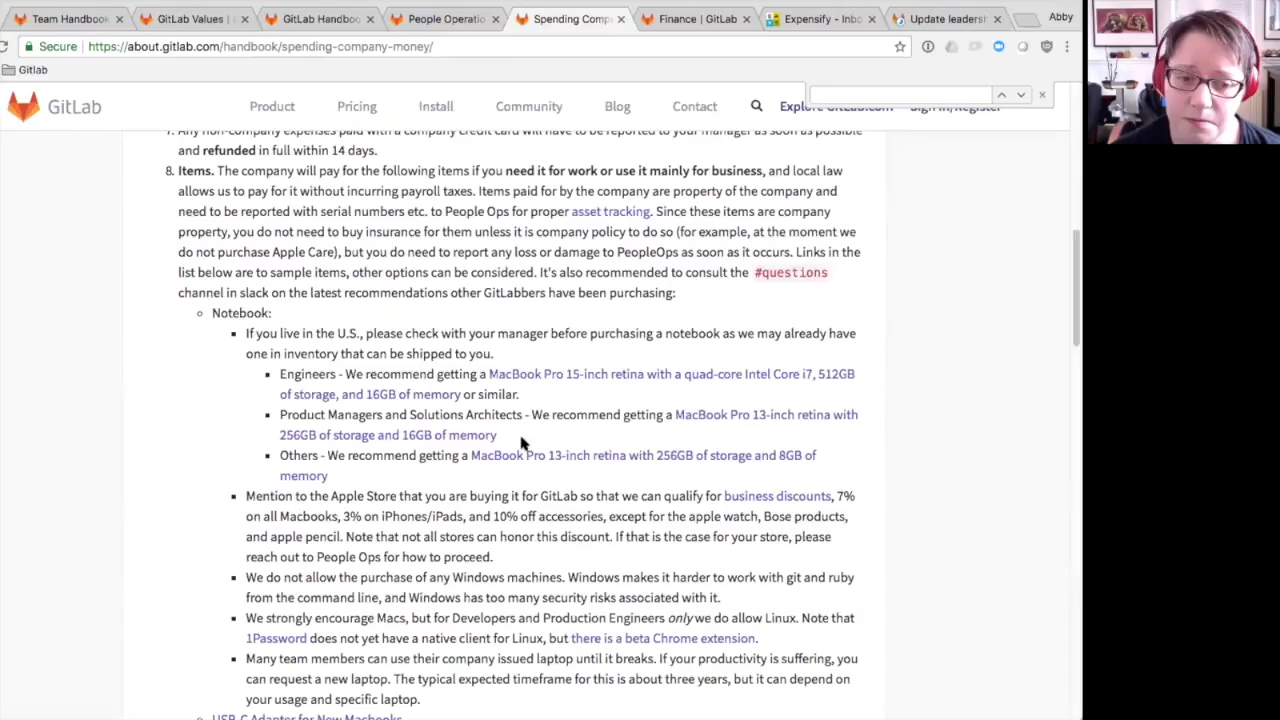 Team Handbook
GitLab Values |
GitLab Handboo
People Operatio
Spending Comp
Finance | GitLab
Expensify - Inbo
Update leadersh
Abby
Secure
https://about.gitlab.com/handbook/spending-company-money/
Gitlab
GitLab
Product
Pricing
Install
Community
Blog
Contact
Explore GitLab.com
Sign In/Register
7. Any non-company expenses paid with a company credit card will have to be reported to your manager as soon as possible
and refunded in full within 14 days.
8. Items. The company will pay for the following items if you need it for work or use it mainly for business, and local law
allows us to pay for it without incurring payroll taxes. Items paid for by the company are property of the company and
need to be reported with serial numbers etc. to People Ops for proper asset tracking. Since these items are company
property, you do not need to buy insurance for them unless it is company policy to do so (for example, at the moment we
do not purchase Apple Care), but you do need to report any loss or damage to PeopleOps as soon as it occurs. Links in the
list below are to sample items, other options can be considered. It's also recommended to consult the #questions
channel in slack on the latest recommendations other GitLabbers have been purchasing:
Notebook:
If you live in the U.S., please check with your manager before purchasing a notebook as we may already have
one in inventory that can be shipped to you.
Engineers - We recommend getting a MacBook Pro 15-inch retina with a quad-core Intel Core i7, 512GB
of storage, and 16GB of memory or similar.
Product Managers and Solutions Architects - We recommend getting a MacBook Pro 13-inch retina with
256GB of storage and 16GB of memory
Others - We recommend getting a MacBook Pro 13-inch retina with 256GB of storage and 8GB of
memory
Mention to the Apple Store that you are buying it for GitLab so that we can qualify for business discounts, 7%
on all Macbooks, 3% on iPhones/iPads, and 10% off accessories, except for the apple watch, Bose products,
and apple pencil. Note that not all stores can honor this discount. If that is the case for your store, please
reach out to People Ops for how to proceed.
We do not allow the purchase of any Windows machines. Windows makes it harder to work with git and ruby
from the command line, and Windows has too many security risks associated with it.
We strongly encourage Macs, but for Developers and Production Engineers only we do allow Linux. Note that
1Password does not yet have a native client for Linux, but there is a beta Chrome extension.
Many team members can use their company issued laptop until it breaks. If your productivity is suffering, you
can request a new laptop. The typical expected timeframe for this is about three years, but it can depend on
your usage and specific laptop.
USB-C Adapter for New Macbooks